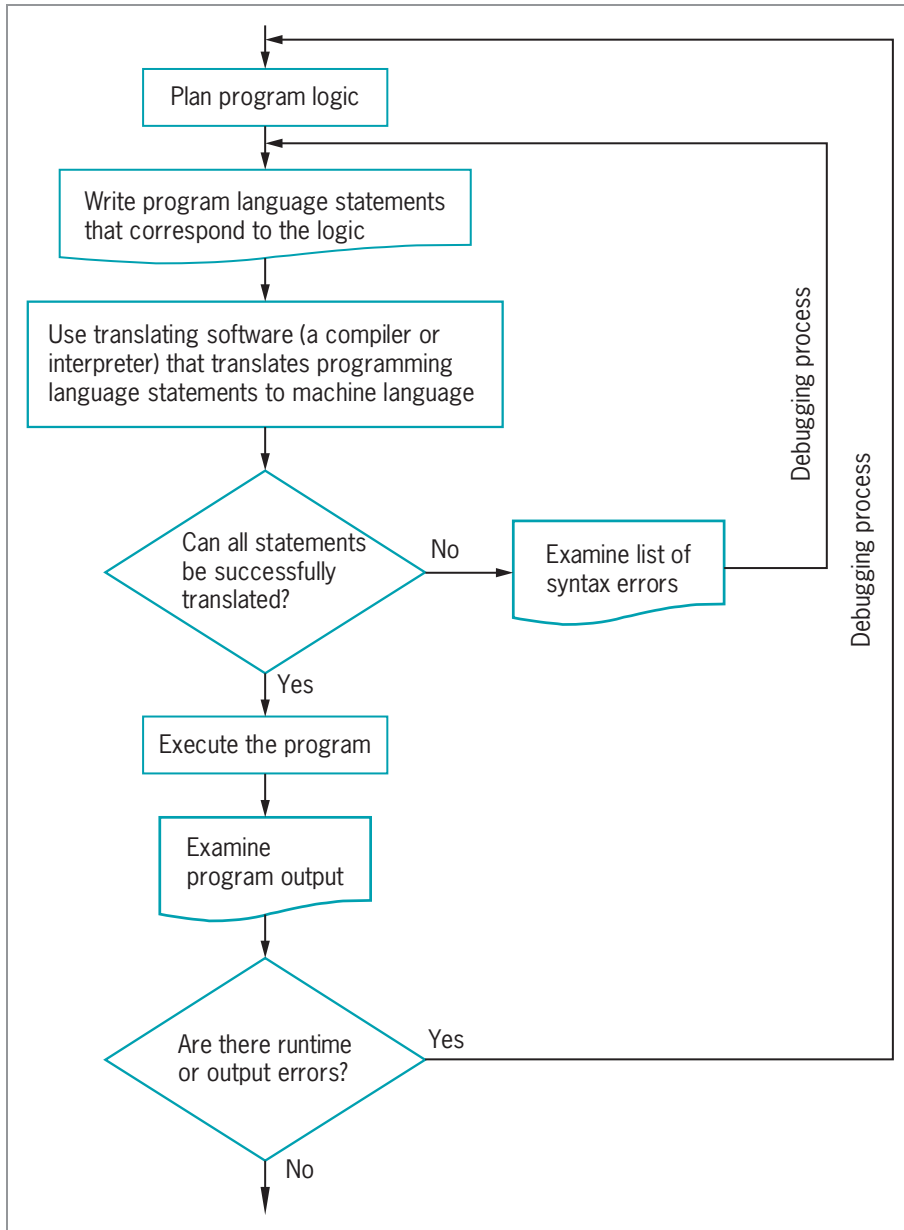 Plan program logic
Write program language statements
that correspond to the logic
Use translating software (a compiler or
interpreter) that translates programming
language statements to machine language
Debugging process
Debugging process
Can all statements
be successfully
translated?
No
Examine list of
syntax errors
Yes
Execute the program
Examine
program output
Are there runtime
or output errors?
Yes
No